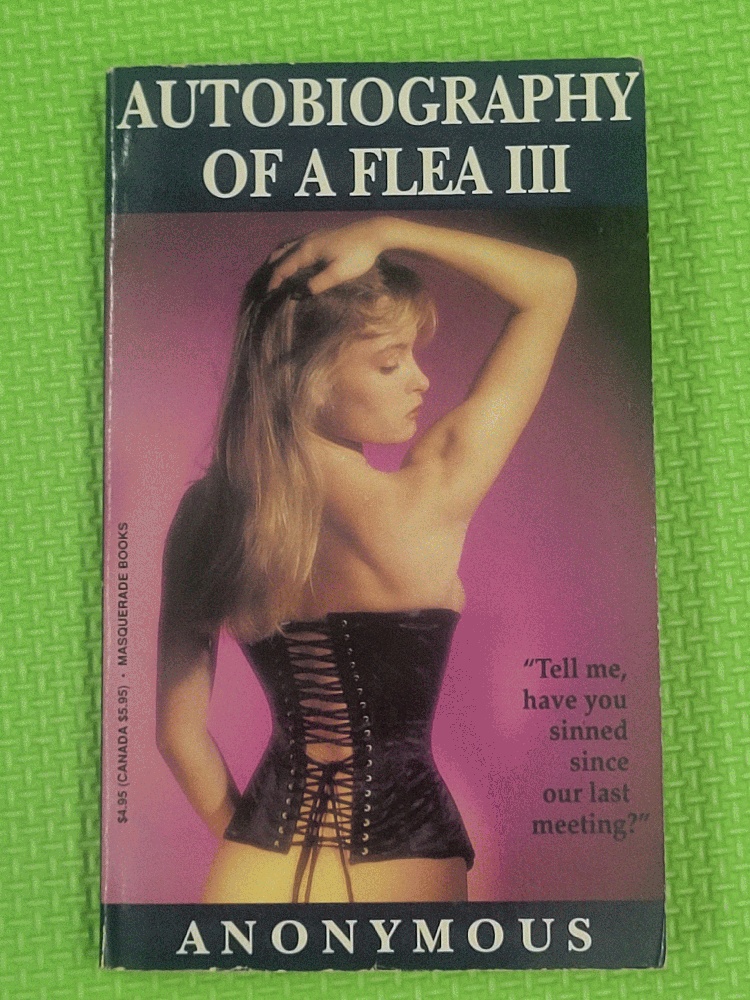 AUTOBIOGRAPHY
OF A FLEA III
$4.95 (CANADA $5.95) • MASQUERADE BOOKS
“Tell me,
have you
sinned
since
our last
meeting?”
ANONYMOUS